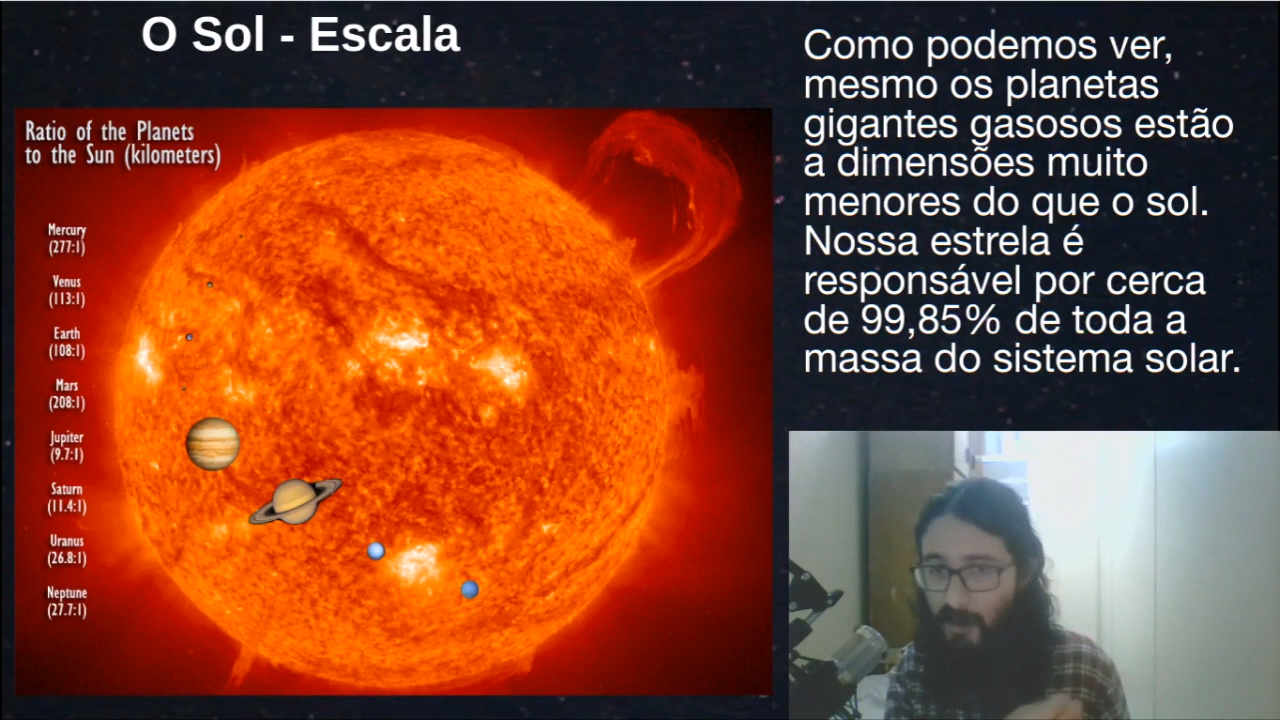 O Sol - Escala
Ratio of the Planets
to the Sun (kilometers)
Mercury
(277:1)
Venus
(113:1)
Earth
(108:1)
Mars
(208:1)
Jupiter
(9.7:1)
Saturn
(11.4:1)
Uranus
(26.8:1)
Neptune
(27.7:1)
Como podemos ver,
mesmo os planetas
gigantes gasosos estão
a dimensões muito
menores do que o sol.
Nossa estrela é
responsável por cerca
de 99,85% de toda a
massa do sistema solar.